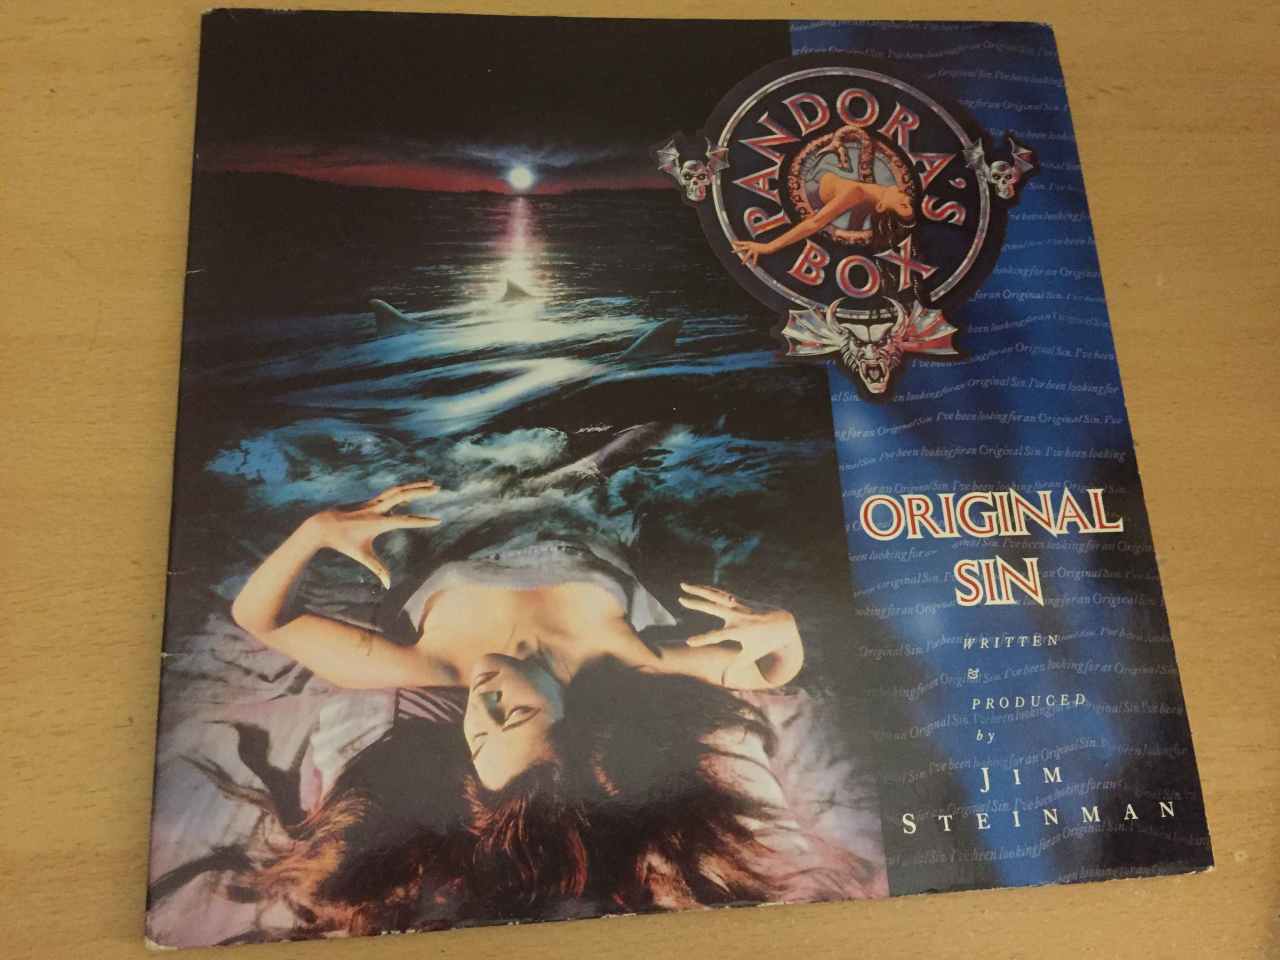 PANDORA'S
BOX
ORIGINAL
SIN
WRITTEN
&
PRODUCED
by
JIM
STEINMAN
I've been looking for an Original Sin.